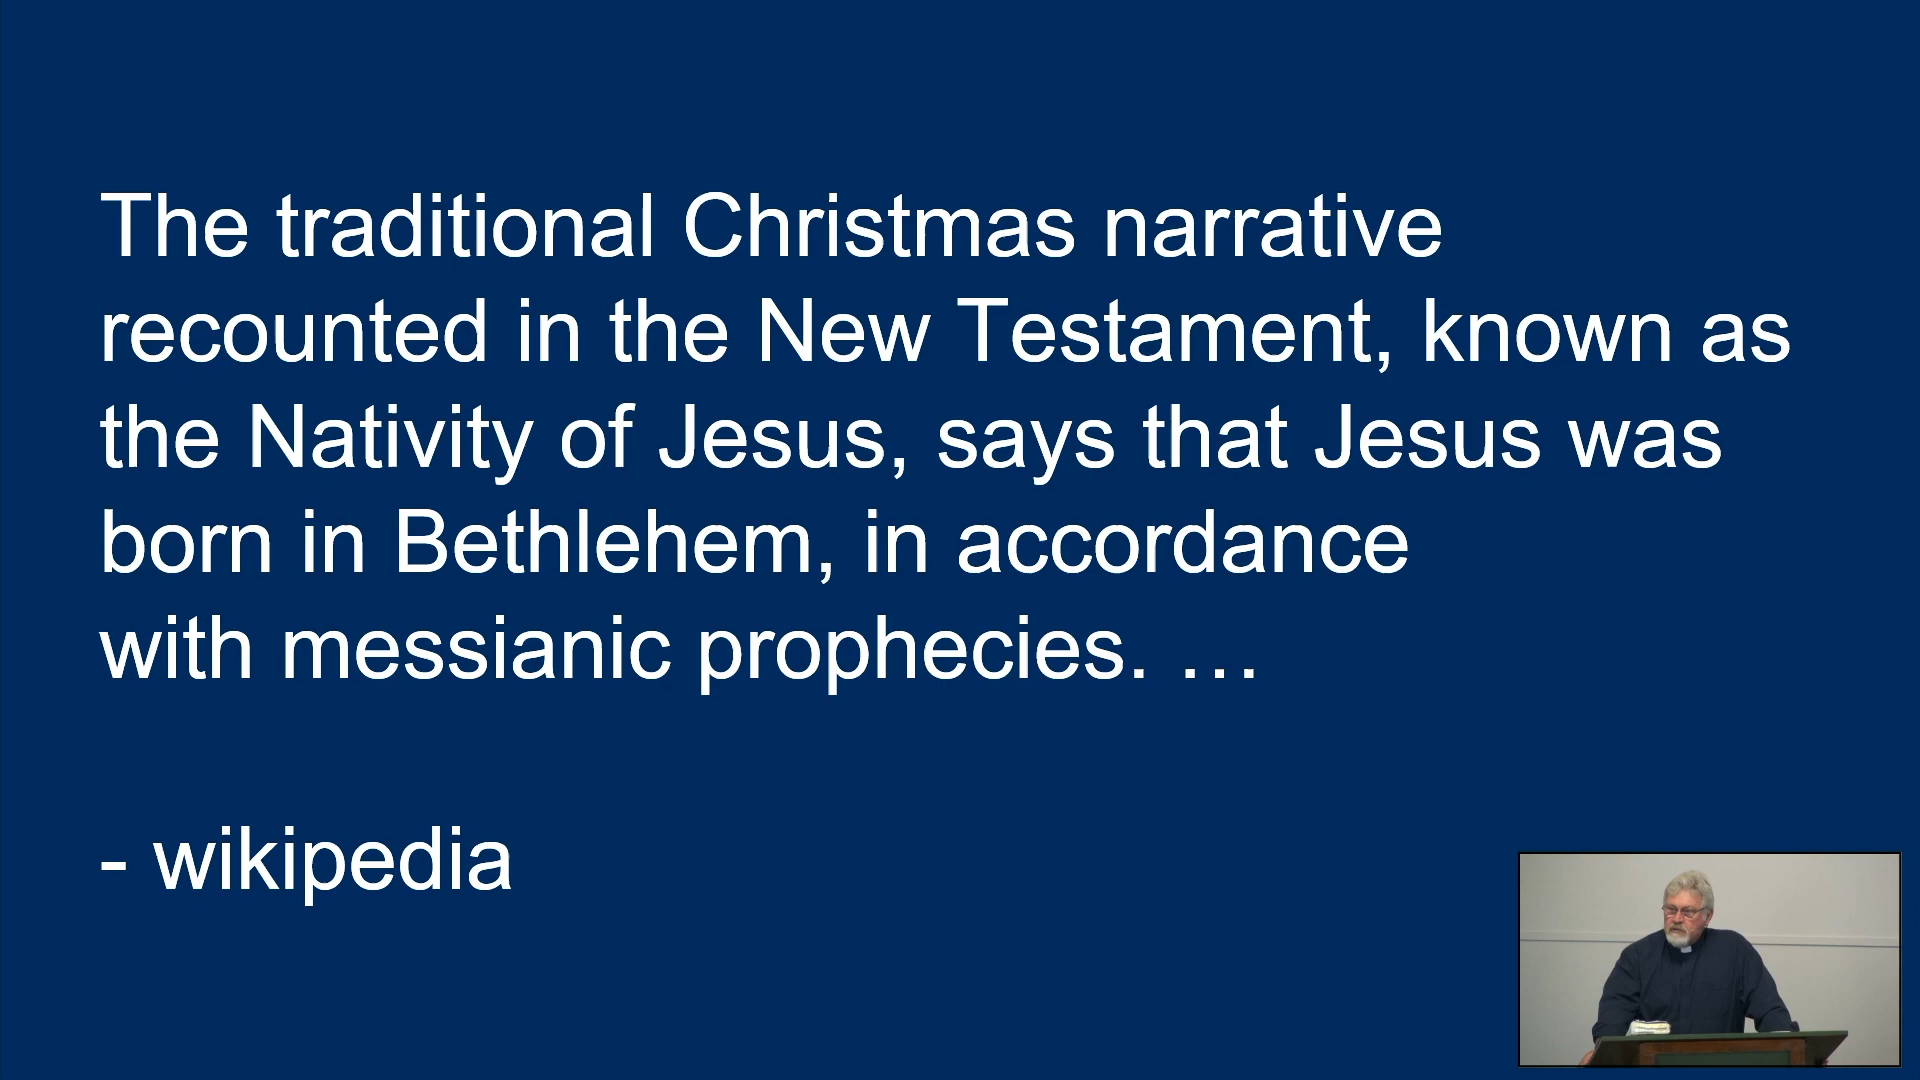 The traditional Christmas narrative
recounted in the New Testament, known as
the Nativity of Jesus, says that Jesus was
born in Bethlehem, in accordance
with messianic prophecies. …
- wikipedia